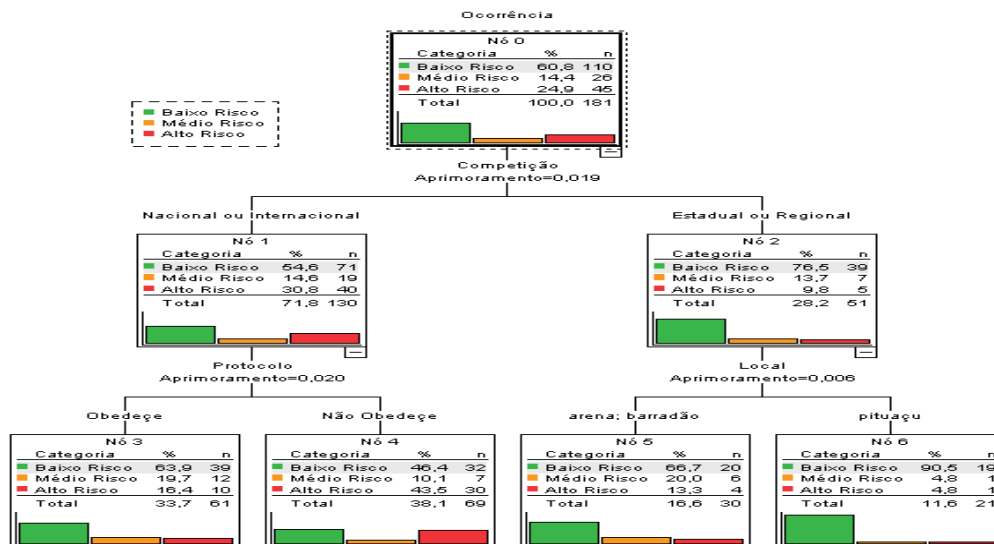 Ocorrência
Nó 0
Categoria % n
Baixo Risco 60,8 110
Médio Risco 14,4 26
Alto Risco 24,9 45
Total 100,0 181
Baixo Risco
Médio Risco
Alto Risco
Competição
Aprimoramento=0,019
Nacional ou Internacional
Estadual ou Regional
Nó 1
Categoria % n
Baixo Risco 54,6 71
Médio Risco 14,6 19
Alto Risco 30,8 40
Total 71,8 130
Nó 2
Categoria % n
Baixo Risco 76,5 39
Médio Risco 13,7 7
Alto Risco 9,8 5
Total 28,2 51
Protocolo
Aprimoramento=0,020
Local
Aprimoramento=0,006
Obedeçe
Não Obedeçe
arena; barradão
pituaçu
Nó 3
Categoria % n
Baixo Risco 63,9 39
Médio Risco 19,7 12
Alto Risco 16,4 10
Total 33,7 61
Nó 4
Categoria % n
Baixo Risco 46,4 32
Médio Risco 10,1 7
Alto Risco 43,5 30
Total 38,1 69
Nó 5
Categoria % n
Baixo Risco 66,7 20
Médio Risco 20,0 6
Alto Risco 13,3 4
Total 16,6 30
Nó 6
Categoria % n
Baixo Risco 90,5 19
Médio Risco 4,8 1
Alto Risco 4,8 1
Total 11,6 21